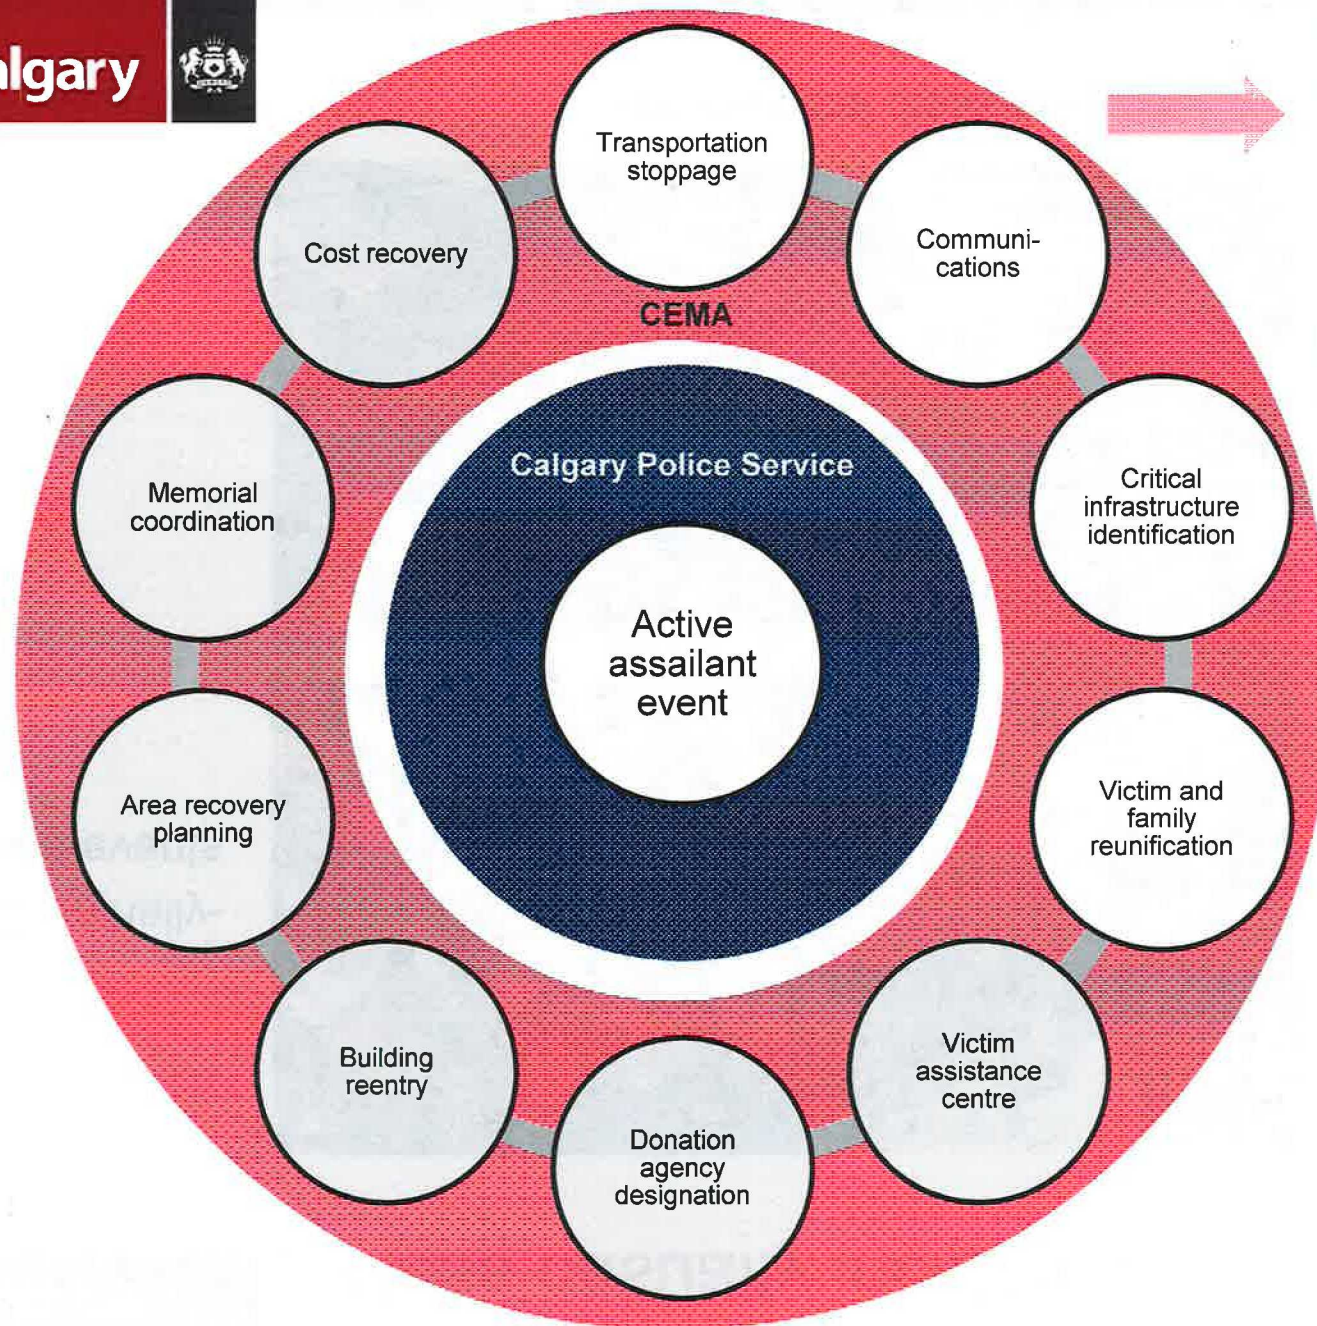 algary
Transportation
stoppage
Communi-
cations
Critical
infrastructure
identification
Victim and
family
reunification
Victim
assistance
centre
Donation
agency
designation
Building
reentry
Area recovery
planning
Memorial
coordination
Cost recovery
CEMA
Calgary Police Service
Active
assailant
event